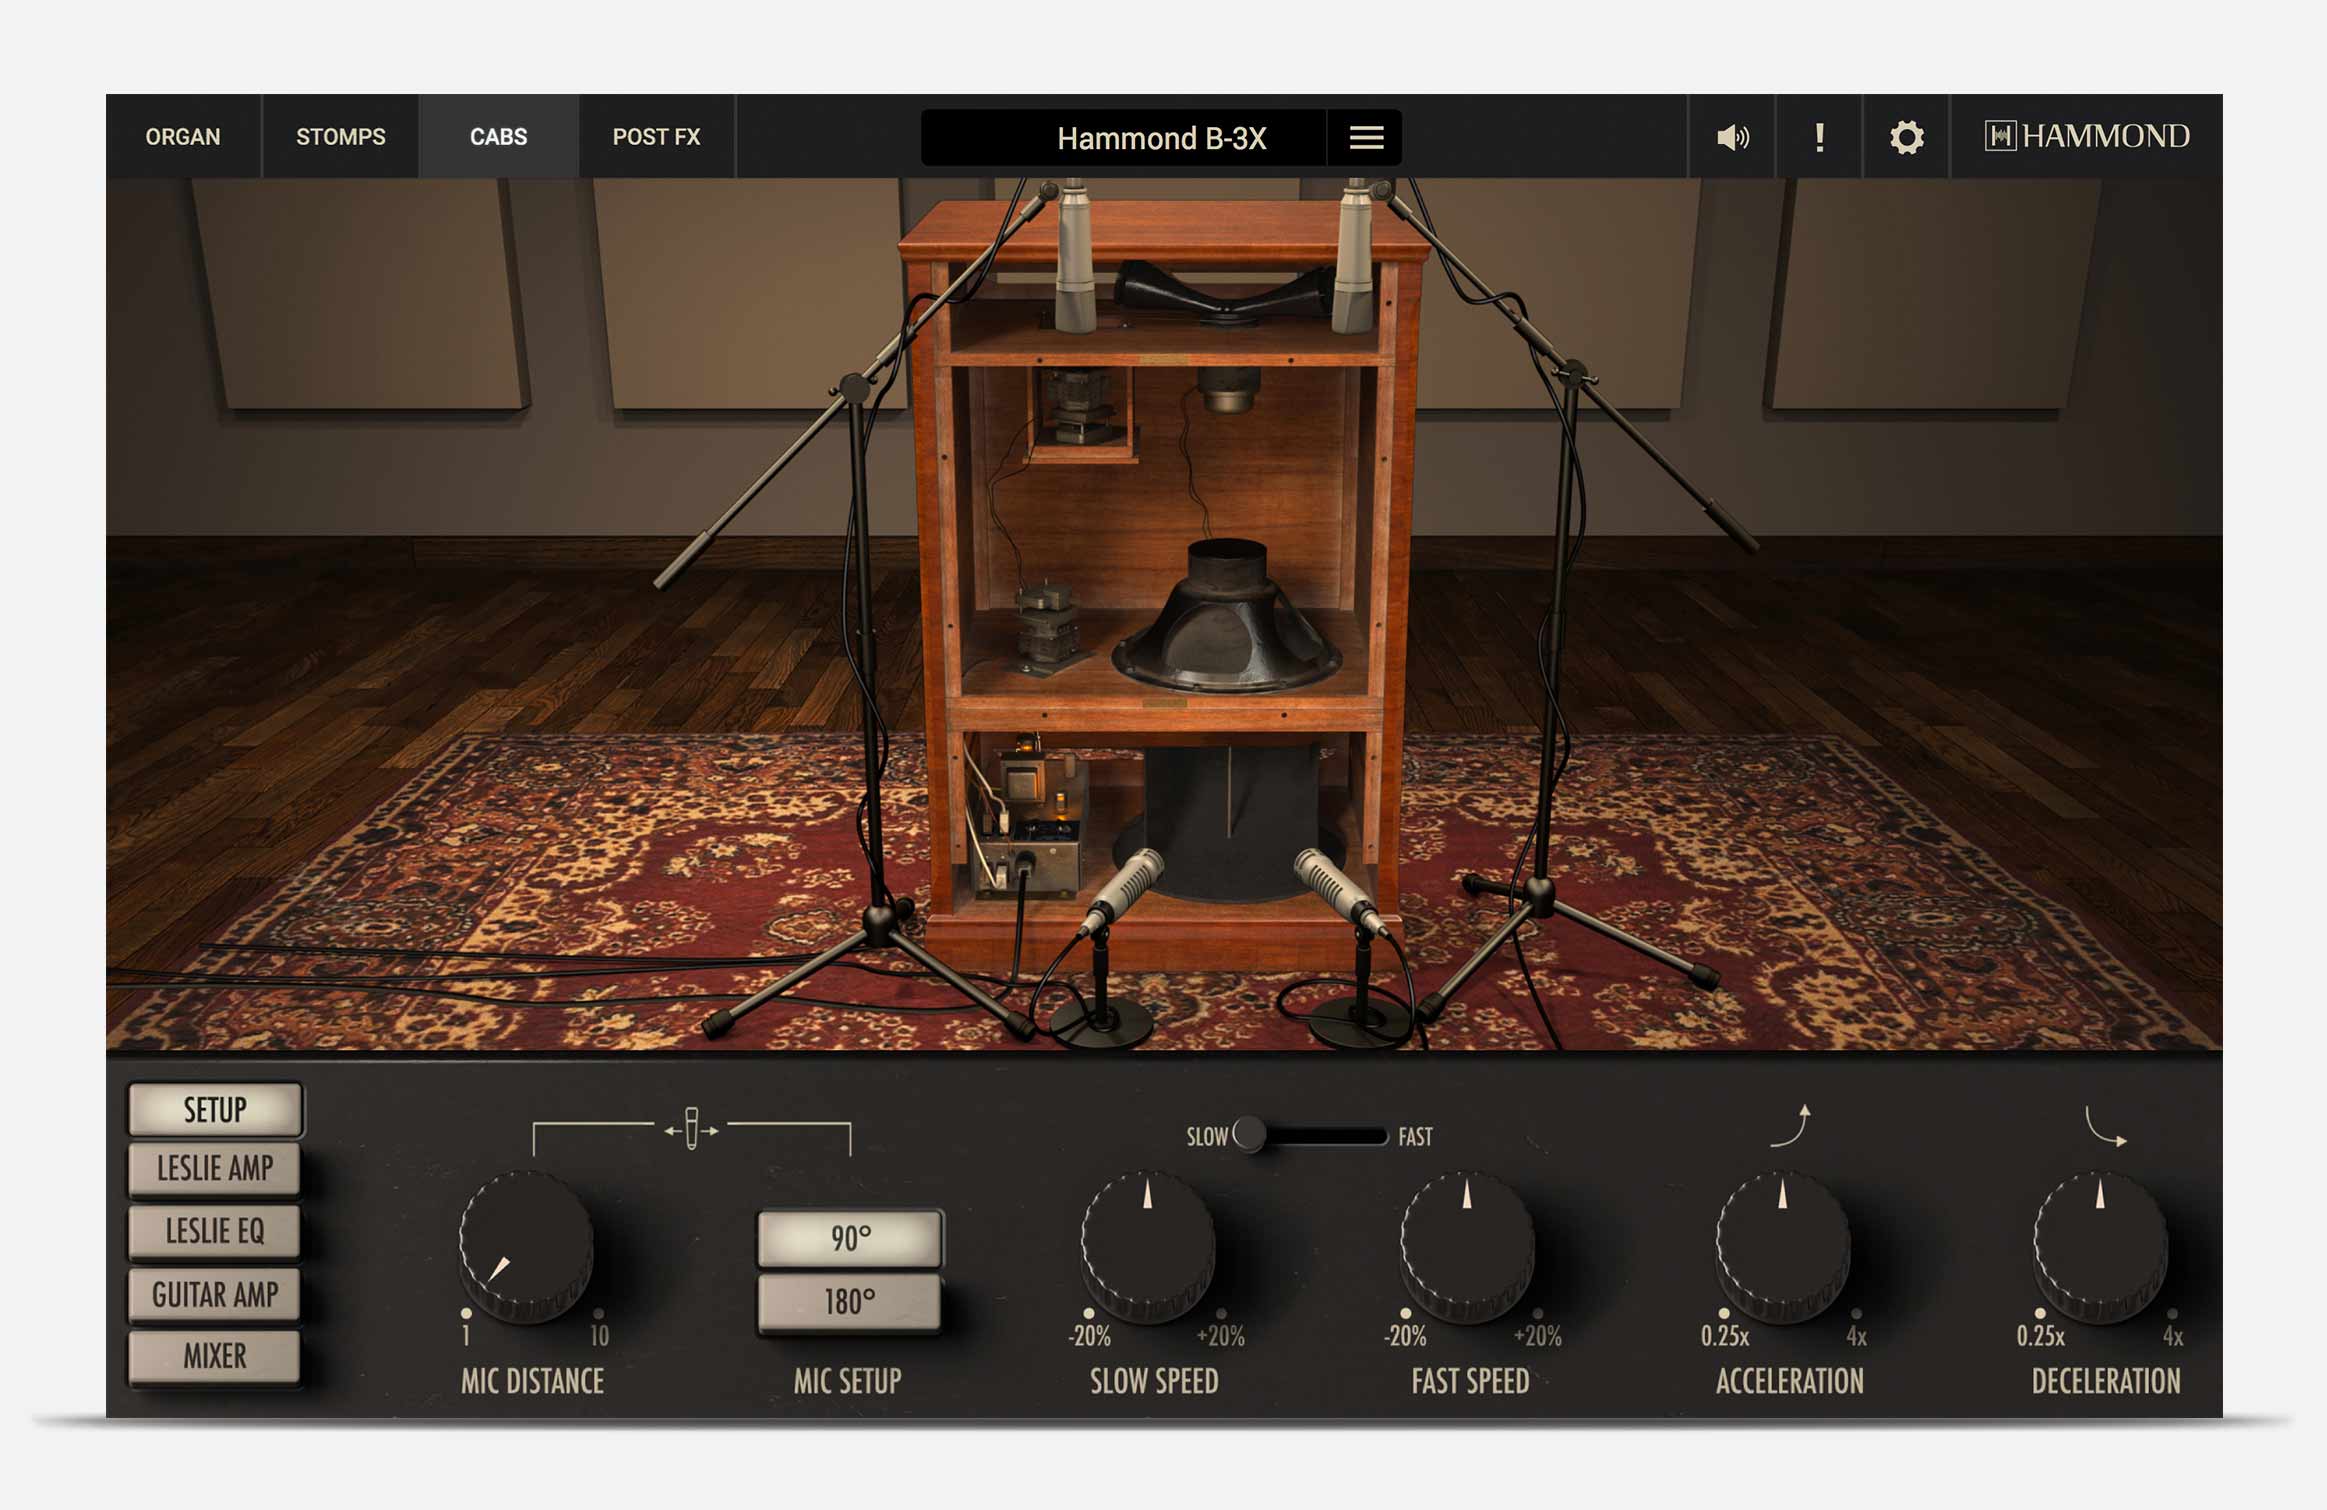 ORGAN STOMPS CABS POST FX Hammond B-3X ! HAMMOND
SETUP
LESLIE AMP
LESLIE EQ
GUITAR AMP
MIXER
1 10
MIC DISTANCE
90°
180°
MIC SETUP
SLOW FAST
-20% +20%
SLOW SPEED
-20% +20%
FAST SPEED
0.25x 4x
ACCELERATION
0.25x 4x
DECELERATION